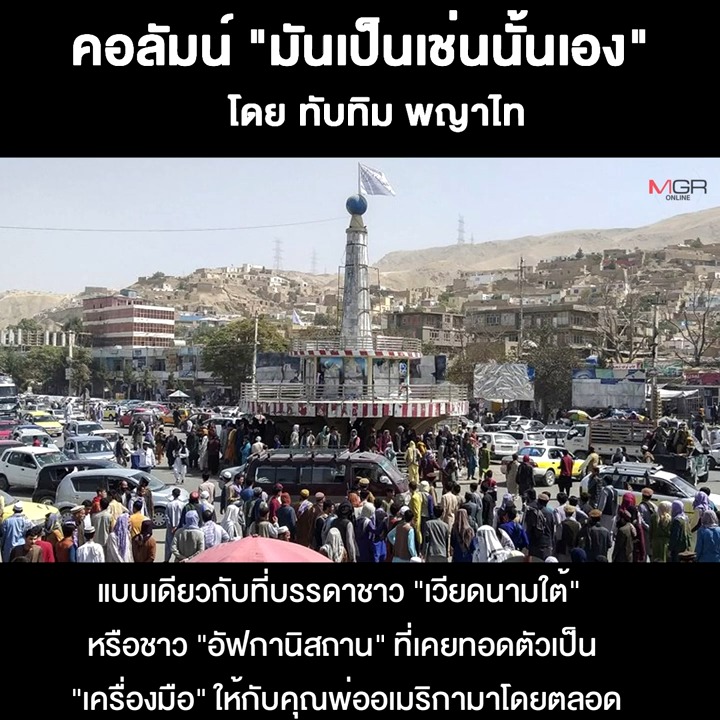 คอลัมน์ "มันเป็นเช่นนั้นเอง"
โดย ทับทิม พญาไท
MGR
ONLINE
แบบเดียวกับที่บรรดาชาว "เวียดนามใต้"
หรือชาว "อัฟกานิสถาน" ที่เคยทอดตัวเป็น
"เครื่องมือ" ให้กับคุณพ่ออเมริกามาโดยตลอด